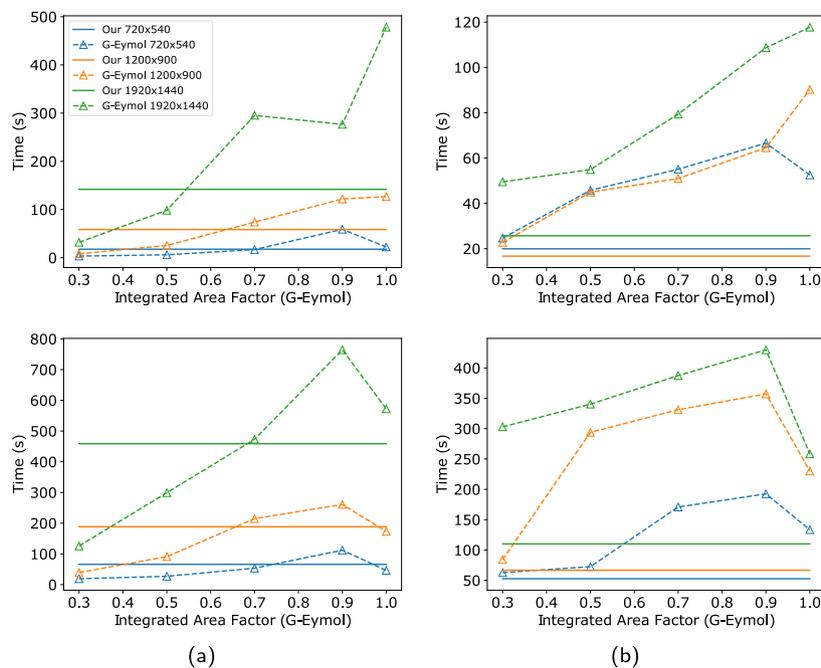 500
400
300
200
100
0
Time (s)
Our 720x540
G-Eymol 720x540
Our 1200x900
G-Eymol 1200x900
Our 1920x1440
G-Eymol 1920x1440
0.3 0.4 0.5 0.6 0.7 0.8 0.9 1.0
Integrated Area Factor (G-Eymol)
120
100
80
60
40
20
Time (s)
0.3 0.4 0.5 0.6 0.7 0.8 0.9 1.0
Integrated Area Factor (G-Eymol)
800
700
600
500
400
300
200
100
0
Time (s)
0.3 0.4 0.5 0.6 0.7 0.8 0.9 1.0
Integrated Area Factor (G-Eymol)
400
350
300
250
200
150
100
50
Time (s)
0.3 0.4 0.5 0.6 0.7 0.8 0.9 1.0
Integrated Area Factor (G-Eymol)
(a)
(b)